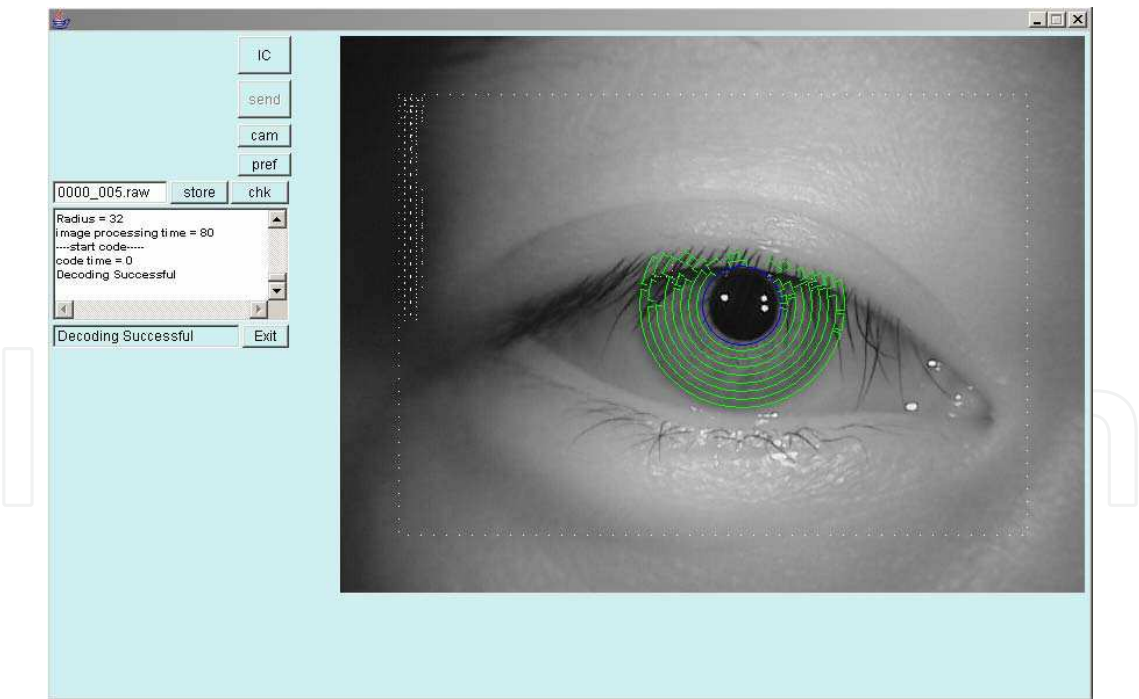 IC
send
cam
pref
0000_005.raw store chk
Radius = 32
image processing time = 80
----start code-----
code time = 0
Decoding Successful
Decoding Successful Exit